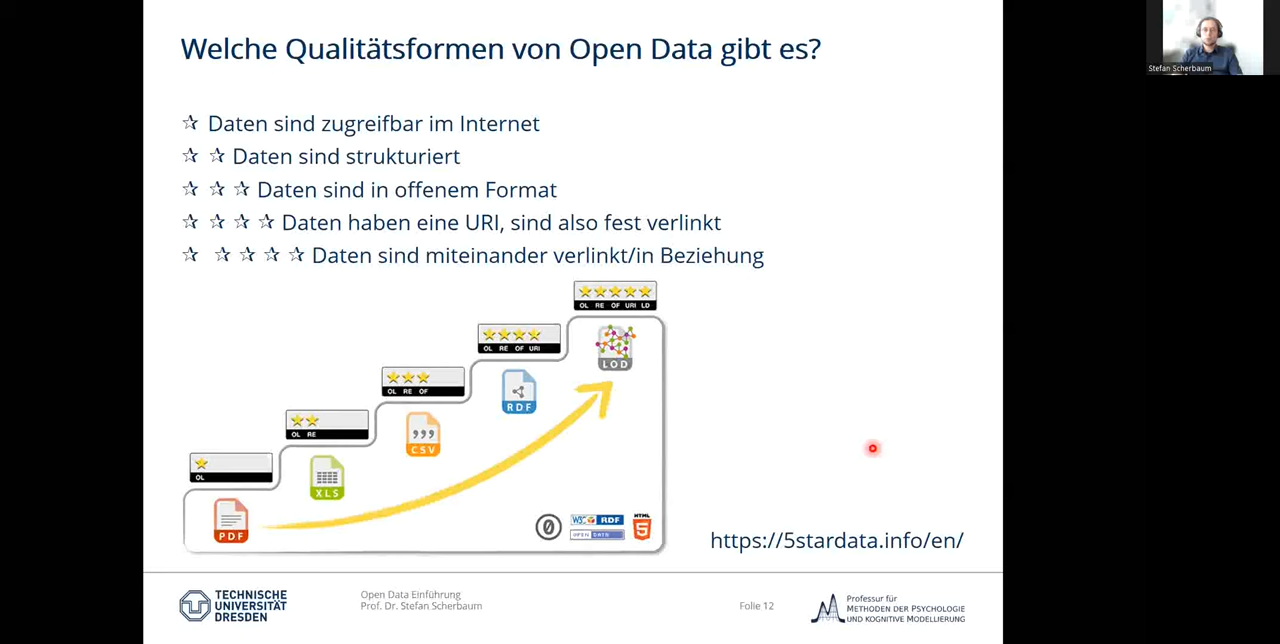 Welche Qualitätsformen von Open Data gibt es?
Stefan Scherbaum
☆ Daten sind zugreifbar im Internet
☆ ☆ Daten sind strukturiert
☆ ☆ ☆ Daten sind in offenem Format
☆ ☆ ☆ ☆ Daten haben eine URI, sind also fest verlinkt
☆ ☆ ☆ ☆ ☆ Daten sind miteinander verlinkt/in Beziehung
OL RE OF URI LD
LOD
OL RE OF URI
RDF
OL RE OF
CSV
OL RE
XLS
OL
PDF
W3C RDF
OPEN DATA
HTML
5
https://5stardata.info/en/
TECHNISCHE
UNIVERSITÄT
DRESDEN
Open Data Einführung
Prof. Dr. Stefan Scherbaum
Folie 12
Professur für
METHODEN DER PSYCHOLOGIE
UND KOGNITIVE MODELLIERUNG